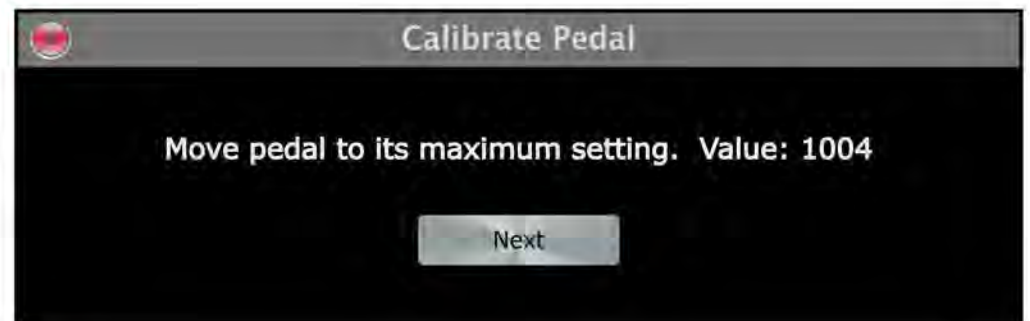 Calibrate Pedal
Move pedal to its maximum setting. Value: 1004
Next